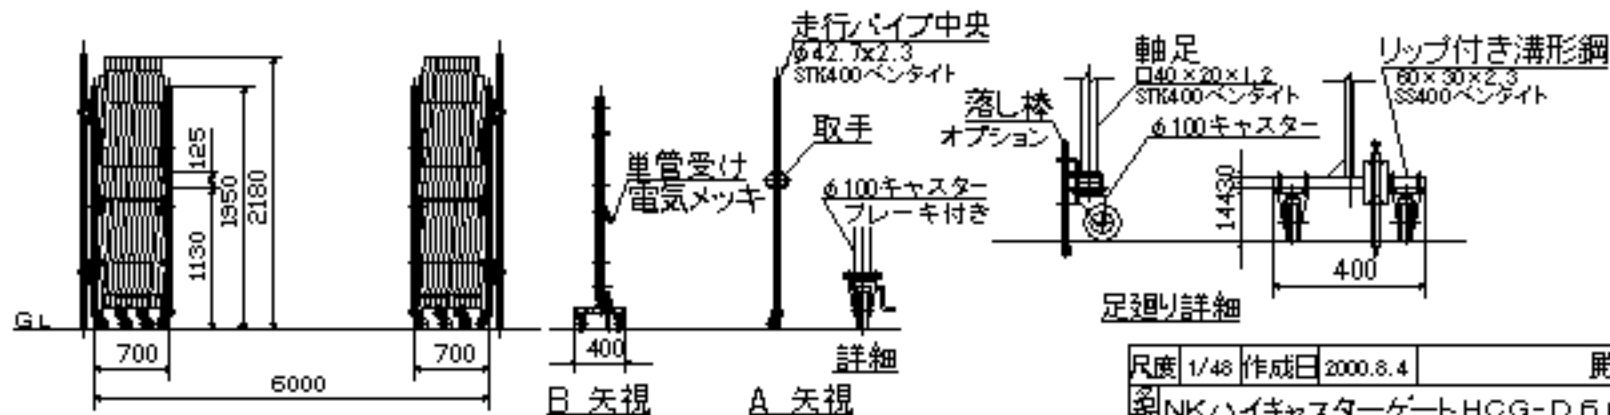 125
1950
2180
1130
GL
700
700
6000
単管受け
電気メッキ
400
B 矢視
走行パイプ中央
φ42.7×2.3
STK400ペンタイト
取手
φ100キャスター
ブレーキ付き
詳細
A 矢視
軸足
□40×20×1.2
STK400ペンタイト
落し棒
オプション
φ100キャスター
リップ付き溝形鋼
60×30×2.3
SS400ペンタイト
144
30
400
足廻り詳細
尺度 1/48 作成日 2000.8.4 殿
NKハイキャスターゲートHCG-D